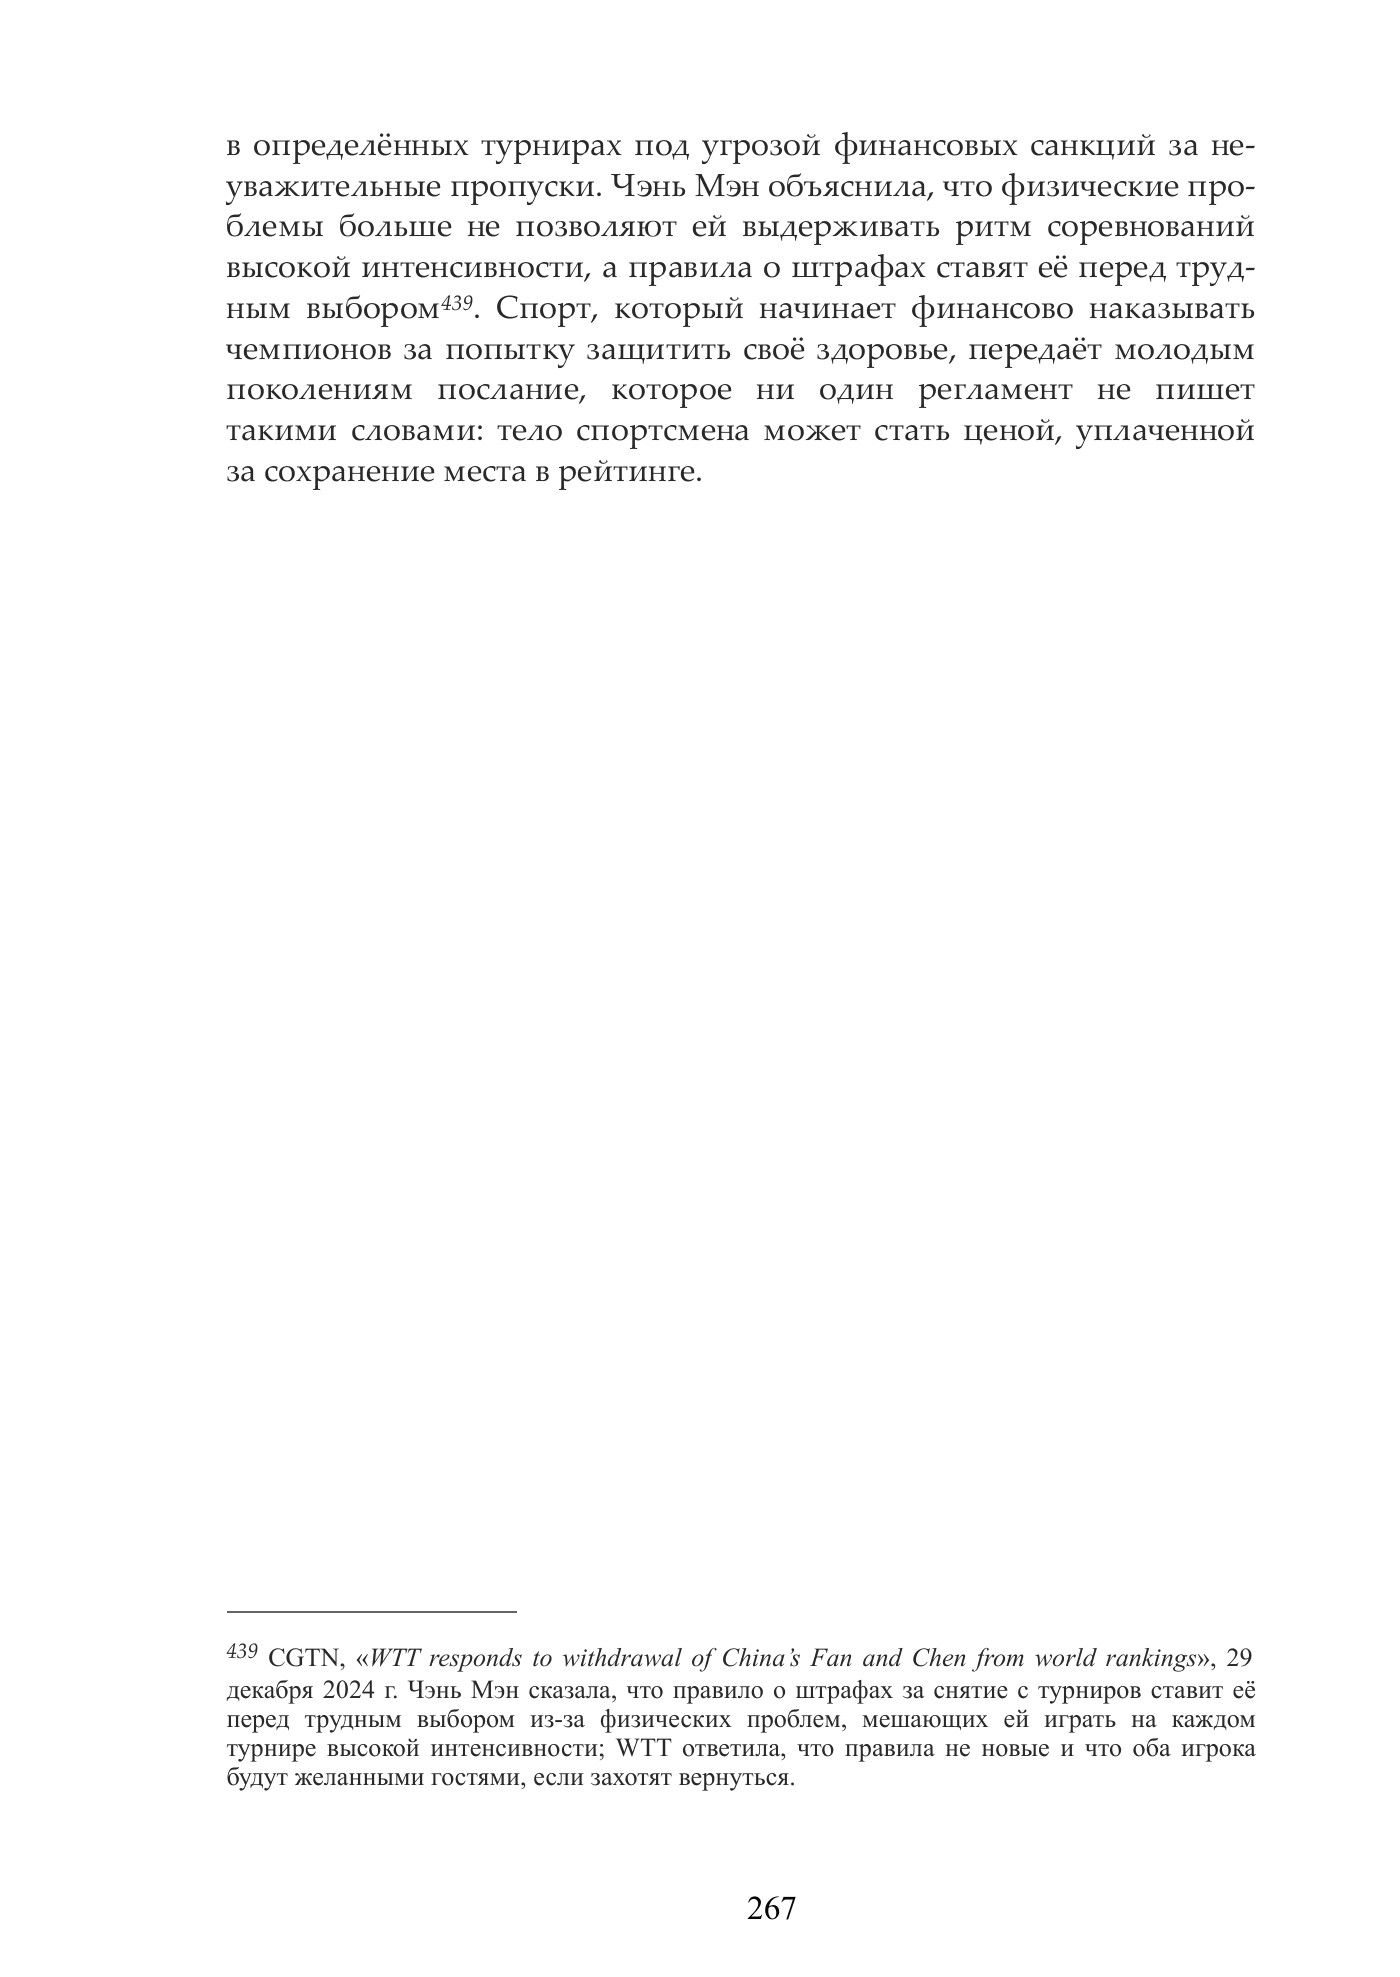 в определённых турнирах под угрозой финансовых санкций за не-
уважительные пропуски. Чэнь Мэн объяснила, что физические про-
блемы больше не позволяют ей выдерживать ритм соревнований
высокой интенсивности, а правила о штрафах ставят её перед труд-
ным выбором439. Спорт, который начинает финансово наказывать
чемпионов за попытку защитить своё здоровье, передаёт молодым
поколениям послание, которое ни один регламент не пишет
такими словами: тело спортсмена может стать ценой, уплаченной
за сохранение места в рейтинге.
439 CGTN, «WTT responds to withdrawal of China's Fan and Chen from world rankings», 29
декабря 2024 г. Чэнь Мэн сказала, что правило о штрафах за снятие с турниров ставит её
перед трудным выбором из-за физических проблем, мешающих ей играть на каждом
турнире высокой интенсивности; WTT ответила, что правила не новые и что оба игрока
будут желанными гостями, если захотят вернуться.
267